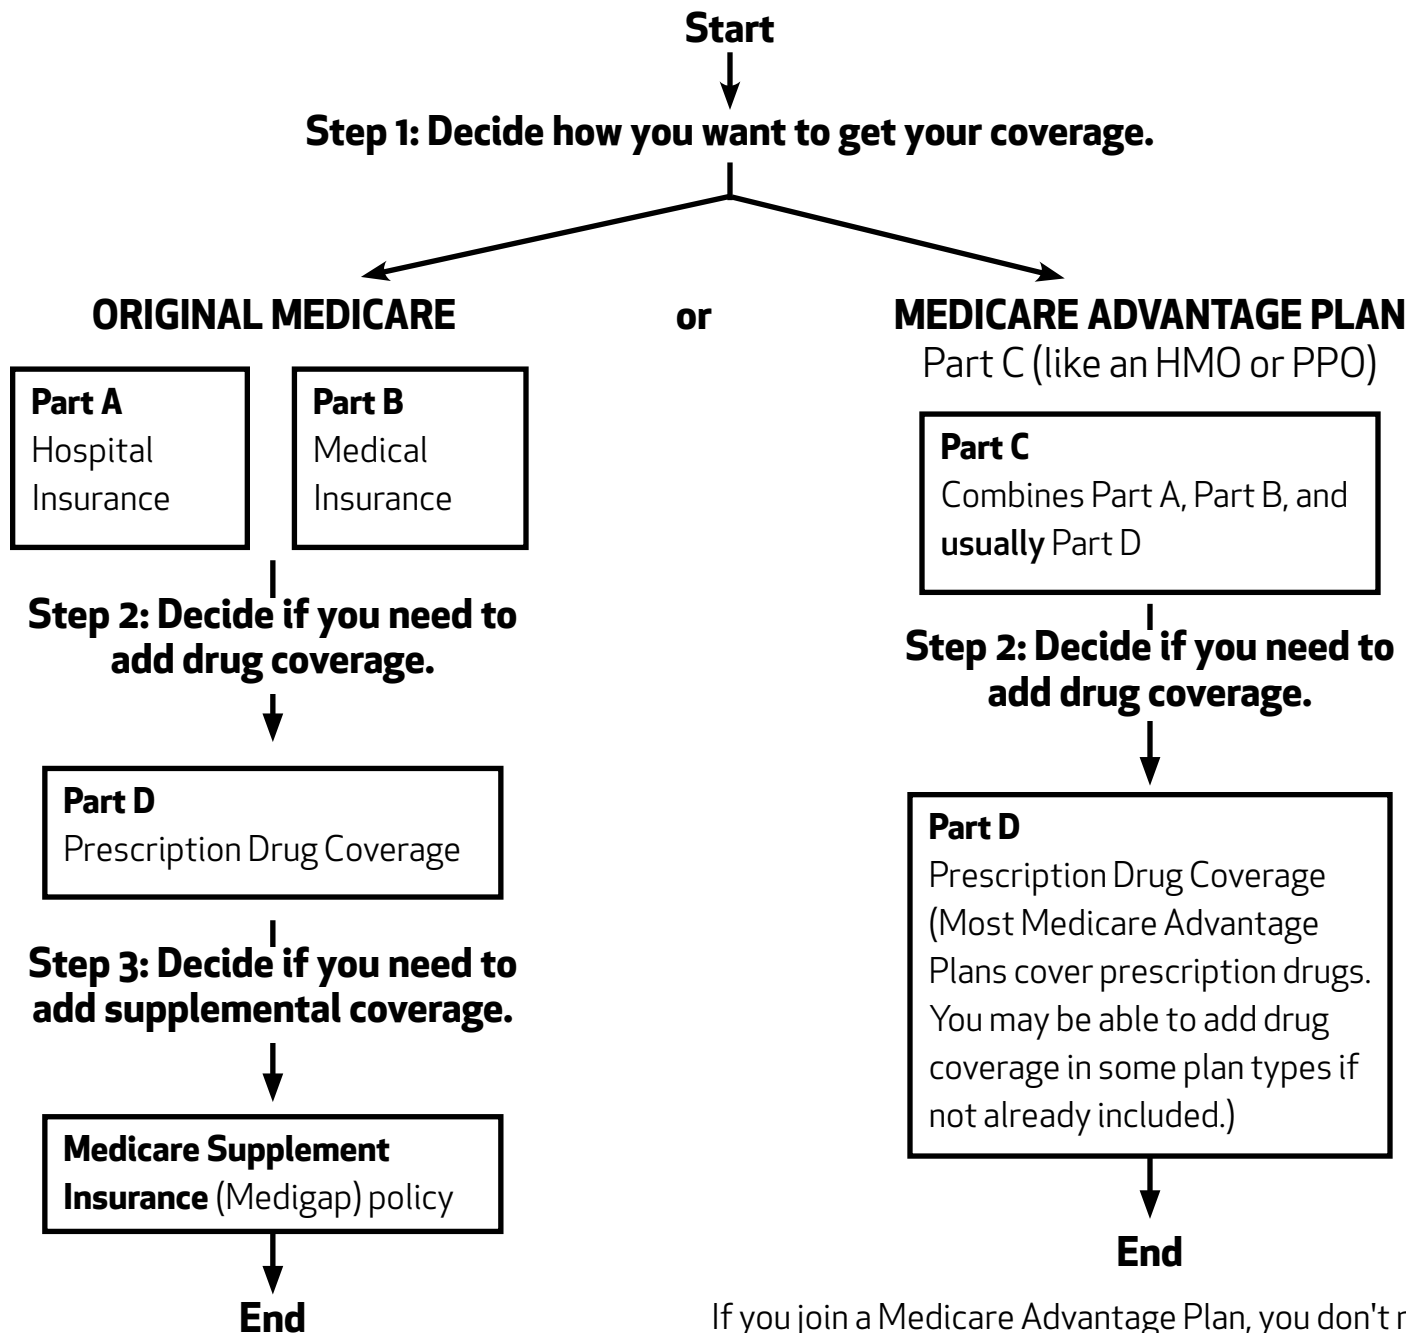 Start
Step 1: Decide how you want to get your coverage.
ORIGINAL MEDICARE
or
MEDICARE ADVANTAGE PLAN
Part C (like an HMO or PPO)
Part A
Hospital
Insurance
Part B
Medical
Insurance
Step 2: Decide if you need to
add drug coverage.
Part D
Prescription Drug Coverage
Step 3: Decide if you need to
add supplemental coverage.
Medicare Supplement
Insurance (Medigap) policy
End
Part C
Combines Part A, Part B, and
usually Part D
Step 2: Decide if you need to
add drug coverage.
Part D
Prescription Drug Coverage
(Most Medicare Advantage
Plans cover prescription drugs.
You may be able to add drug
coverage in some plan types if
not already included.)
End
If you join a Medicare Advantage Plan, you don't